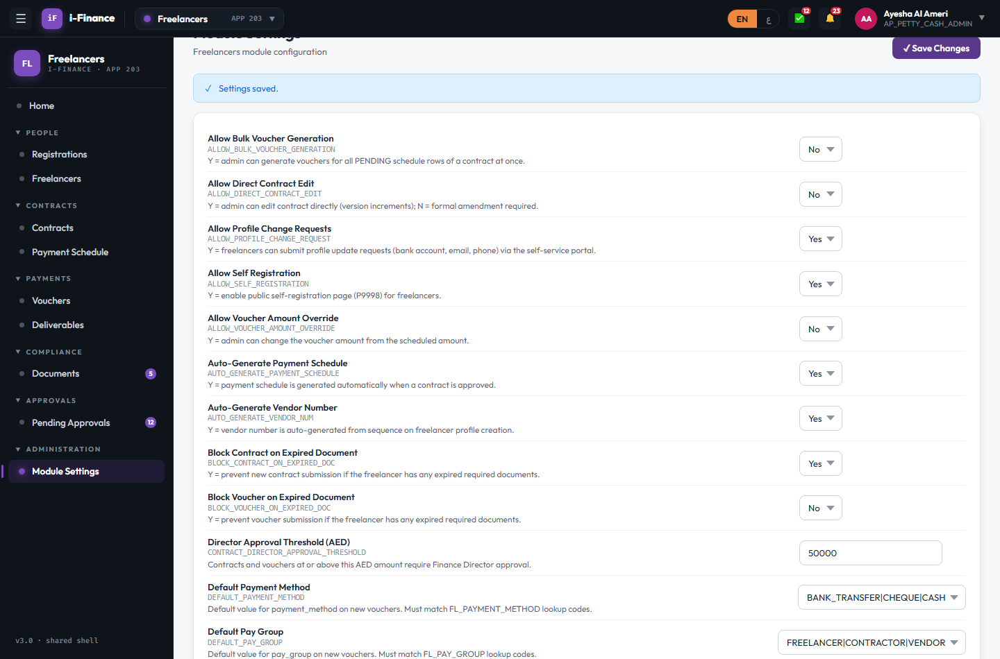 ☰ iF i-Finance Freelancers APP 203 ▼ EN ع 12 23 AA Ayesha Al Ameri ▼
AP_PETTY_CASH_ADMIN
FL Freelancers
I-FINANCE · APP 203
Home
▼ PEOPLE
Registrations
Freelancers
▼ CONTRACTS
Contracts
Payment Schedule
▼ PAYMENTS
Vouchers
Deliverables
▼ COMPLIANCE
Documents 5
▼ APPROVALS
Pending Approvals 12
▼ ADMINISTRATION
Module Settings
v3.0 · shared shell
Module Settings
Freelancers module configuration
✓ Save Changes
✓ Settings saved.
Allow Bulk Voucher Generation
ALLOW_BULK_VOUCHER_GENERATION
Y = admin can generate vouchers for all PENDING schedule rows of a contract at once.
No
Allow Direct Contract Edit
ALLOW_DIRECT_CONTRACT_EDIT
Y = admin can edit contract directly (version increments); N = formal amendment required.
No
Allow Profile Change Requests
ALLOW_PROFILE_CHANGE_REQUEST
Y = freelancers can submit profile update requests (bank account, email, phone) via the self-service portal.
Yes
Allow Self Registration
ALLOW_SELF_REGISTRATION
Y = enable public self-registration page (P9998) for freelancers.
Yes
Allow Voucher Amount Override
ALLOW_VOUCHER_AMOUNT_OVERRIDE
Y = admin can change the voucher amount from the scheduled amount.
No
Auto-Generate Payment Schedule
AUTO_GENERATE_PAYMENT_SCHEDULE
Y = payment schedule is generated automatically when a contract is approved.
Yes
Auto-Generate Vendor Number
AUTO_GENERATE_VENDOR_NUM
Y = vendor number is auto-generated from sequence on freelancer profile creation.
Yes
Block Contract on Expired Document
BLOCK_CONTRACT_ON_EXPIRED_DOC
Y = prevent new contract submission if the freelancer has any expired required documents.
Yes
Block Voucher on Expired Document
BLOCK_VOUCHER_ON_EXPIRED_DOC
Y = prevent voucher submission if the freelancer has any expired required documents.
No
Director Approval Threshold (AED)
CONTRACT_DIRECTOR_APPROVAL_THRESHOLD
Contracts and vouchers at or above this AED amount require Finance Director approval.
50000
Default Payment Method
DEFAULT_PAYMENT_METHOD
Default value for payment_method on new vouchers. Must match FL_PAYMENT_METHOD lookup codes.
BANK_TRANSFER|CHEQUE|CASH
Default Pay Group
DEFAULT_PAY_GROUP
Default value for pay_group on new vouchers. Must match FL_PAY_GROUP lookup codes.
FREELANCER|CONTRACTOR|VENDOR